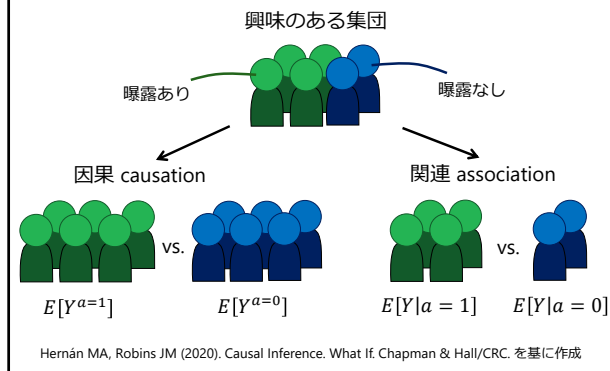 興味のある集団
曝露あり
曝露なし
因果 causation
関連 association
vs.
vs.
E[Y^{a=1}]
E[Y^{a=0}]
E[Y|a = 1]
E[Y|a = 0]
Hernán MA, Robins JM (2020). Causal Inference. What If. Chapman & Hall/CRC. を基に作成